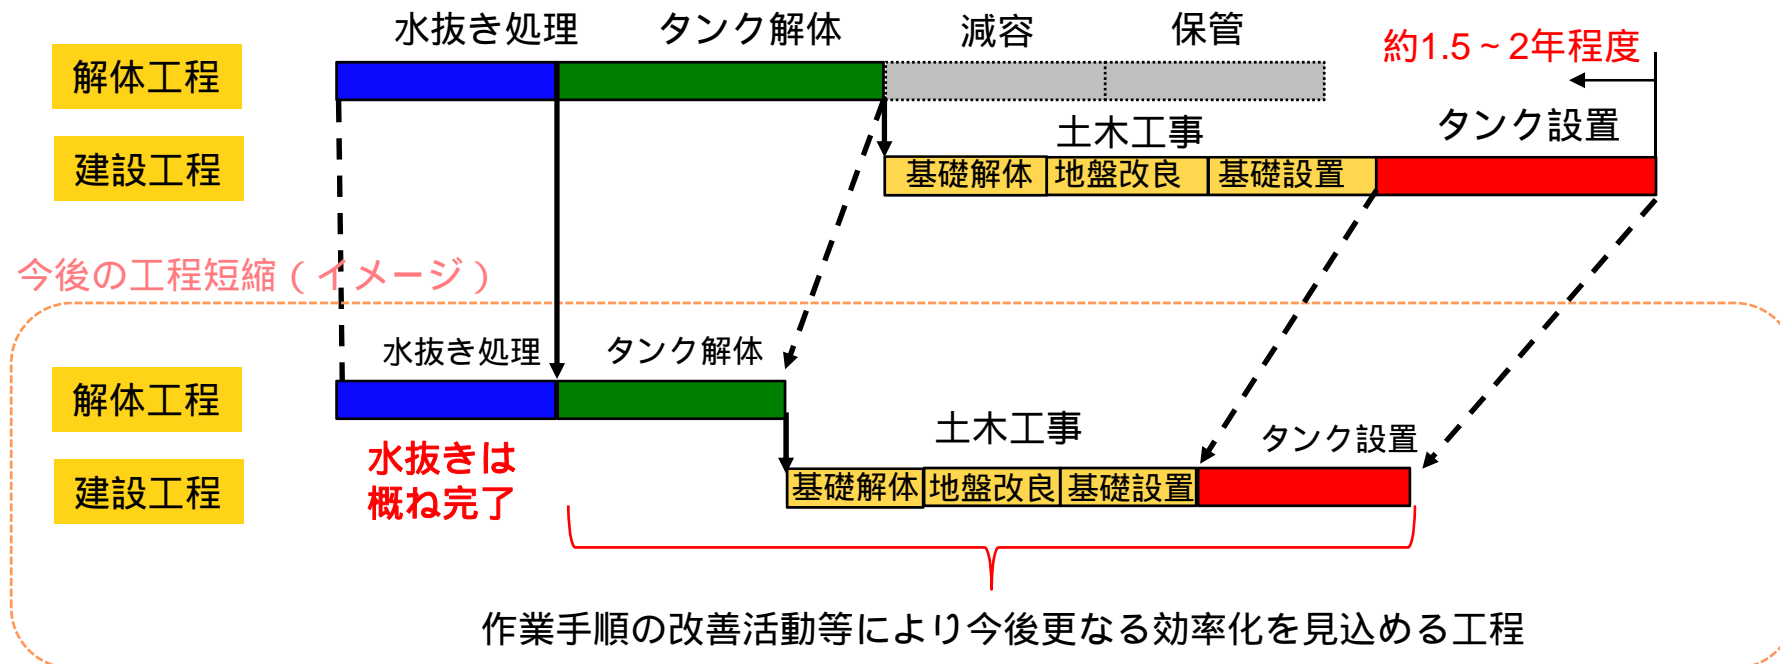 水抜き処理 タンク解体 減容 保管
約1.5～2年程度
解体工程
土木工事 タンク設置
建設工程
基礎解体 地盤改良 基礎設置
今後の工程短縮（イメージ）
水抜き処理 タンク解体
解体工程
土木工事 タンク設置
水抜きは
概ね完了
建設工程
基礎解体 地盤改良 基礎設置
作業手順の改善活動等により今後更なる効率化を見込める工程